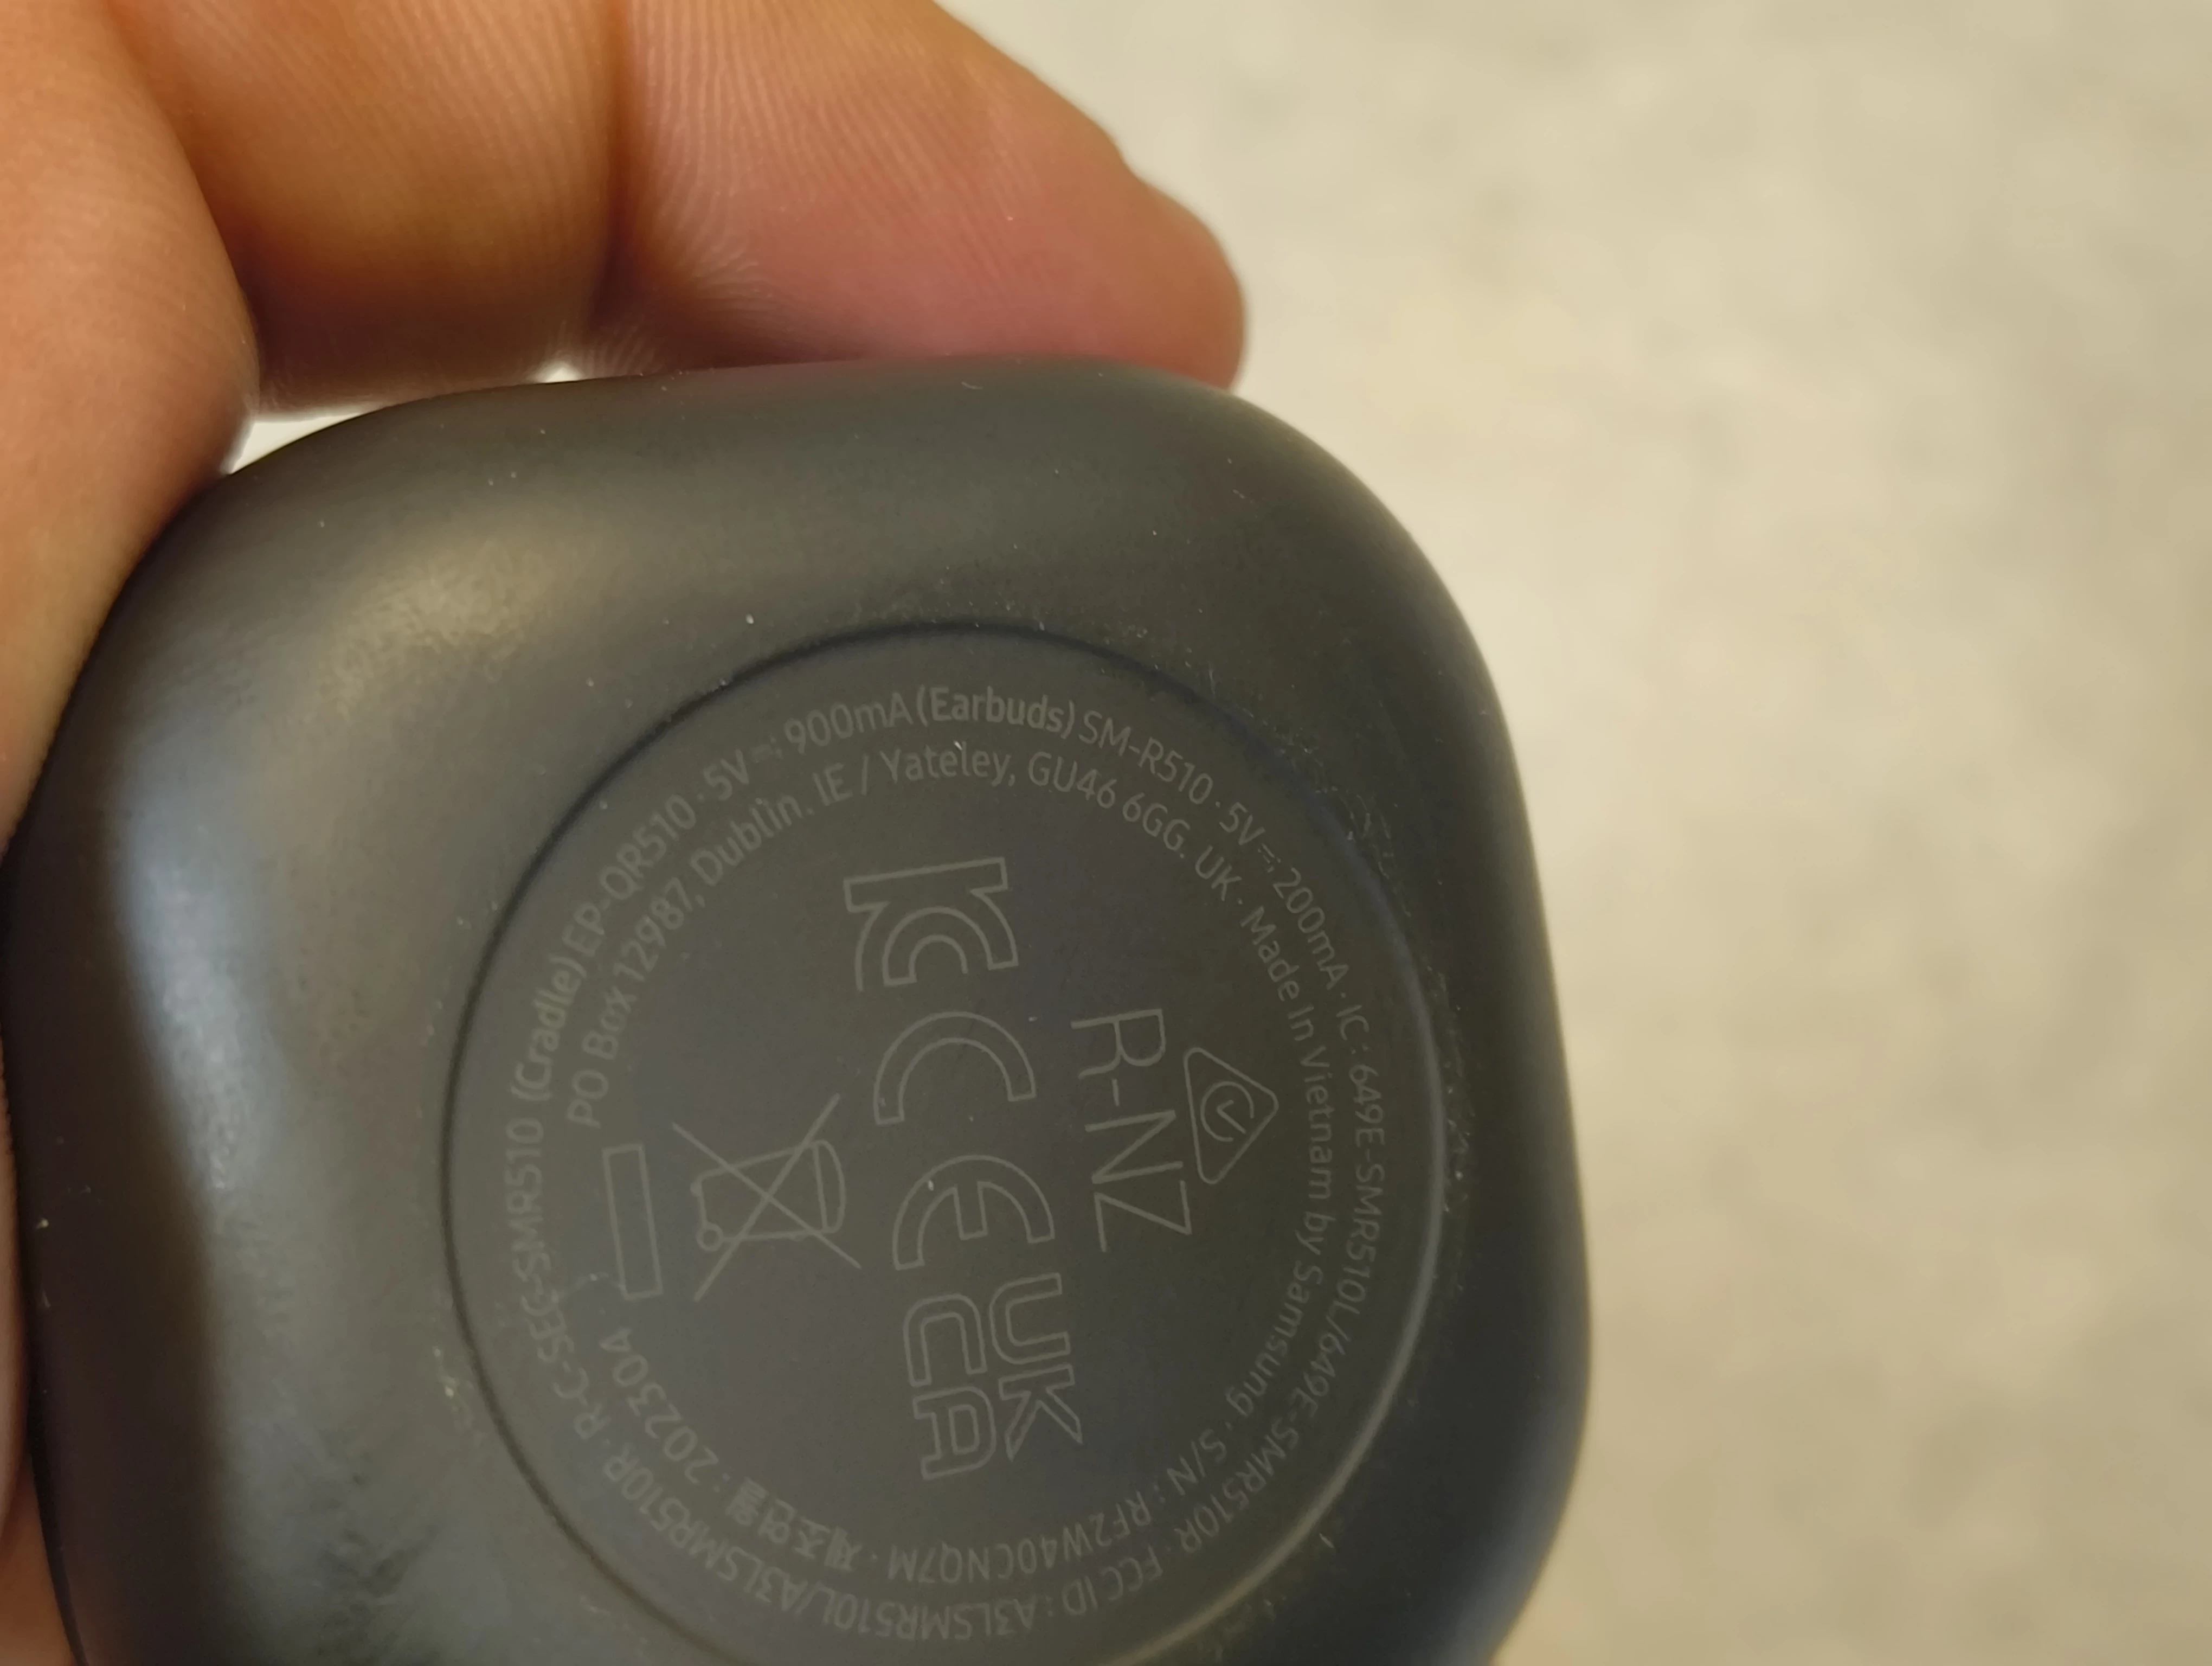 (Cradle) EP-QR510 · 5V ⎓ 900mA (Earbuds) SM-R510 · 5V ⎓ 200mA · IC : 649E-SMR510L/649E-SMR510R · FCC ID : A3LSMR510L/A3LSMR510R · R-C-SEC-SMR510
PO Box 12987, Dublin. IE / Yateley, GU46 6GG. UK · Made In Vietnam by Samsung · S/N : RF2W40CNQ7M · 제조연월 : 202304
R-NZ
KC CE UK
CA